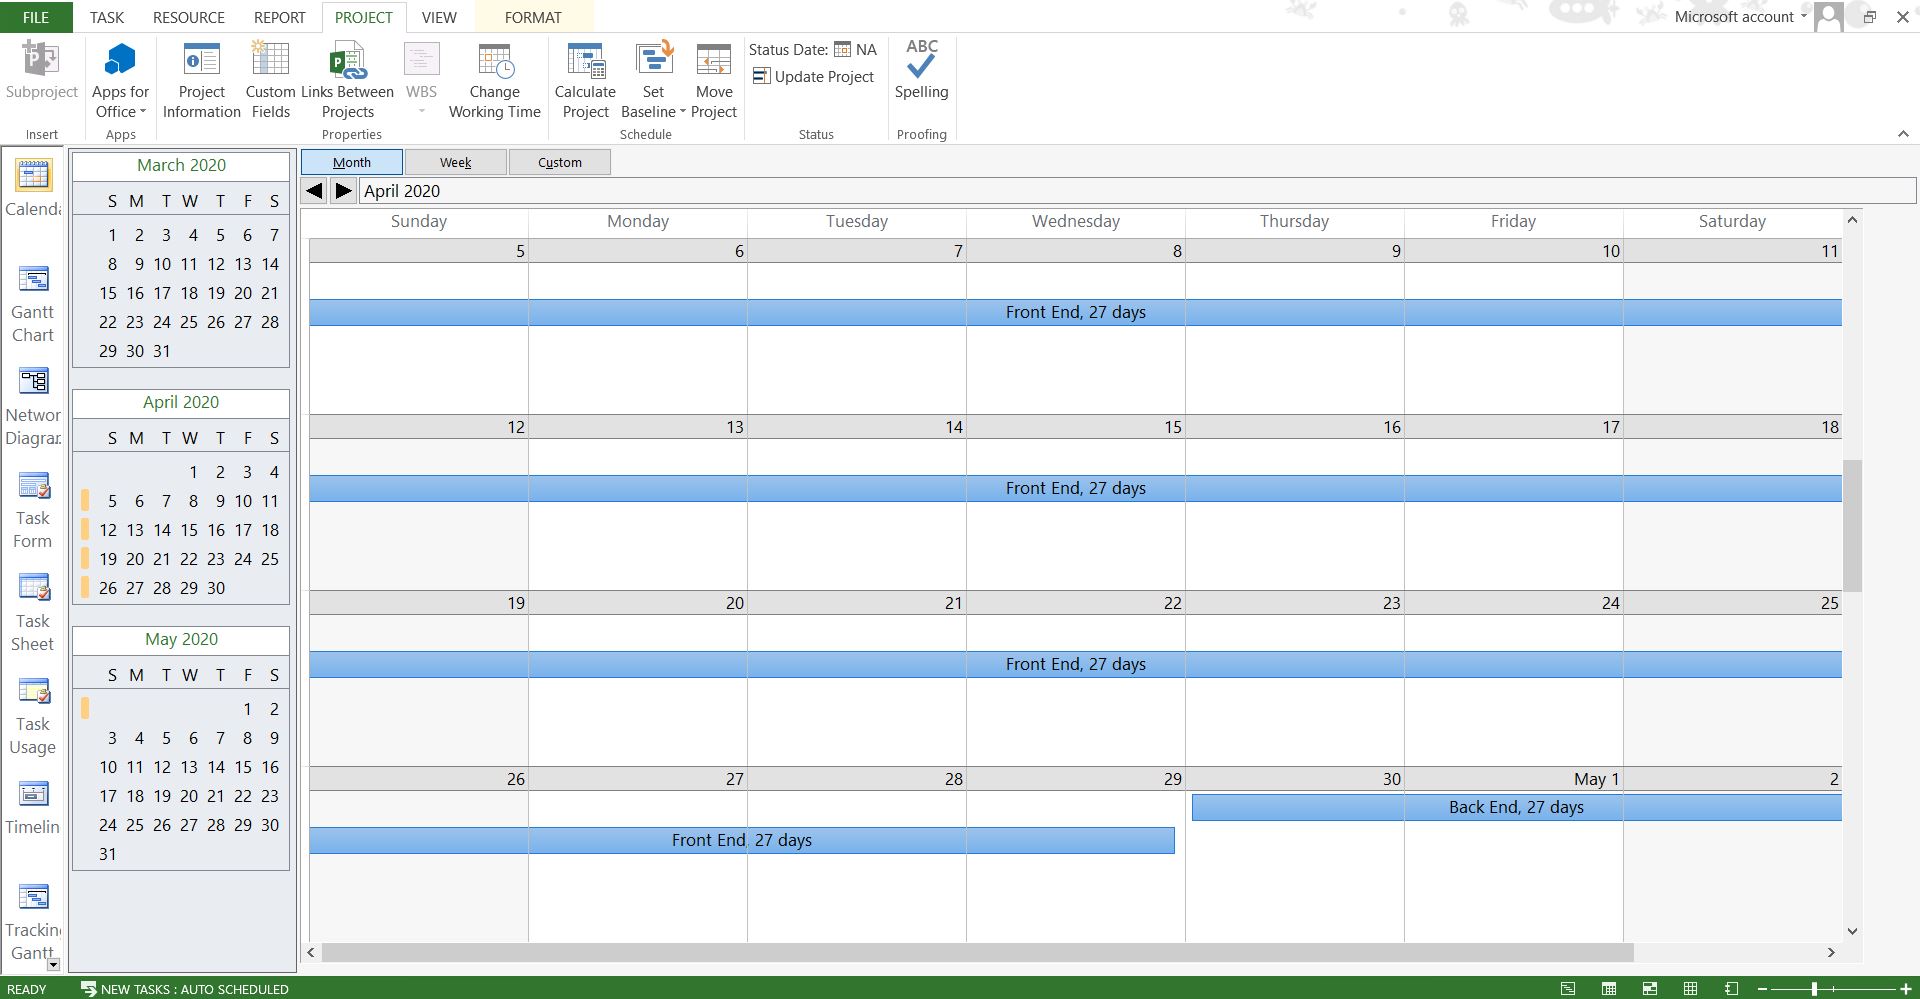 FILE TASK RESOURCE REPORT PROJECT VIEW FORMAT Microsoft account
Subproject
Insert
Apps for
Office
Apps
Project
Information
Custom
Fields
Links Between
Projects
WBS
Change
Working Time
Properties
Calculate
Project
Set
Baseline
Move
Project
Schedule
Status Date: NA
Update Project
Status
ABC
Spelling
Proofing
Calenda
Gantt
Chart
Networ
Diagra
Task
Form
Task
Sheet
Task
Usage
Timelin
Trackin
Gantt
March 2020
S M T W T F S
1 2 3 4 5 6 7
8 9 10 11 12 13 14
15 16 17 18 19 20 21
22 23 24 25 26 27 28
29 30 31
April 2020
S M T W T F S
1 2 3 4
5 6 7 8 9 10 11
12 13 14 15 16 17 18
19 20 21 22 23 24 25
26 27 28 29 30
May 2020
S M T W T F S
1 2
3 4 5 6 7 8 9
10 11 12 13 14 15 16
17 18 19 20 21 22 23
24 25 26 27 28 29 30
31
Month Week Custom
April 2020
Sunday Monday Tuesday Wednesday Thursday Friday Saturday
5 6 7 8 9 10 11
Front End, 27 days
12 13 14 15 16 17 18
Front End, 27 days
19 20 21 22 23 24 25
Front End, 27 days
26 27 28 29 30 May 1 2
Back End, 27 days
Front End, 27 days
READY NEW TASKS : AUTO SCHEDULED